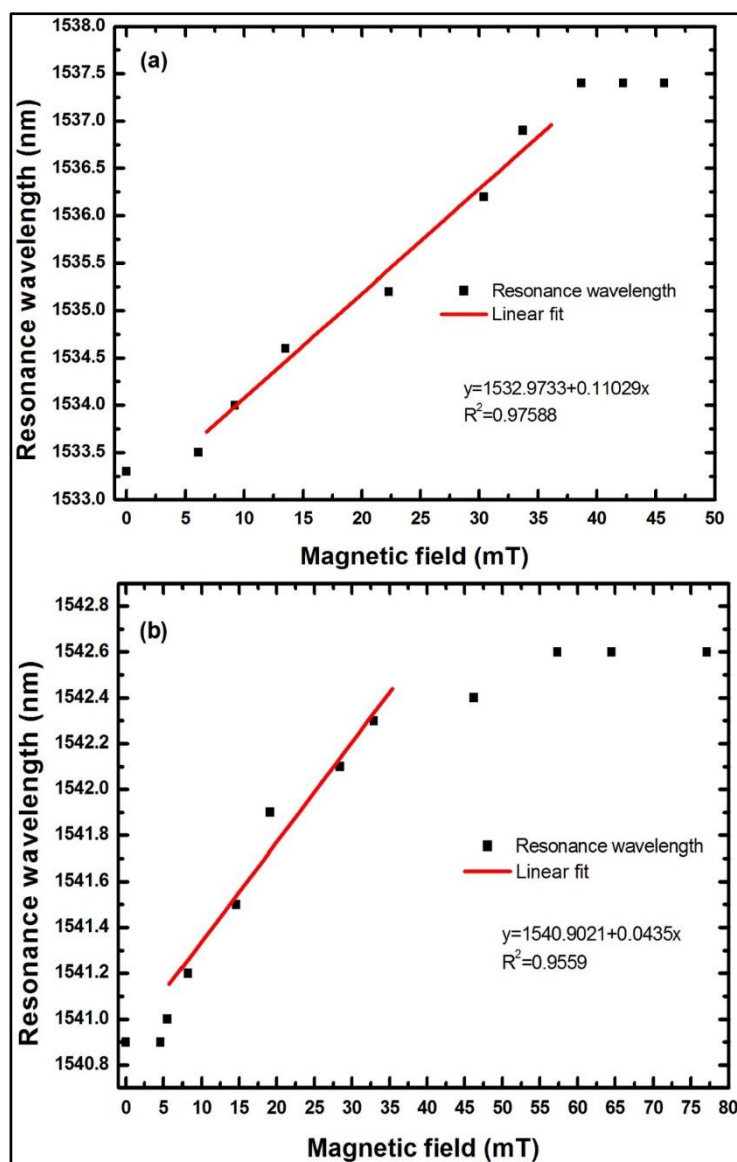 (a)
1538.0
1537.5
1537.0
1536.5
1536.0
1535.5
1535.0
1534.5
1534.0
1533.5
1533.0
Resonance wavelength (nm)
Resonance wavelength
Linear fit
y=1532.9733+0.11029x
R²=0.97588
0 5 10 15 20 25 30 35 40 45 50
Magnetic field (mT)
(b)
1542.8
1542.6
1542.4
1542.2
1542.0
1541.8
1541.6
1541.4
1541.2
1541.0
1540.8
Resonance wavelength (nm)
Resonance wavelength
Linear fit
y=1540.9021+0.0435x
R²=0.9559
0 5 10 15 20 25 30 35 40 45 50 55 60 65 70 75 80
Magnetic field (mT)